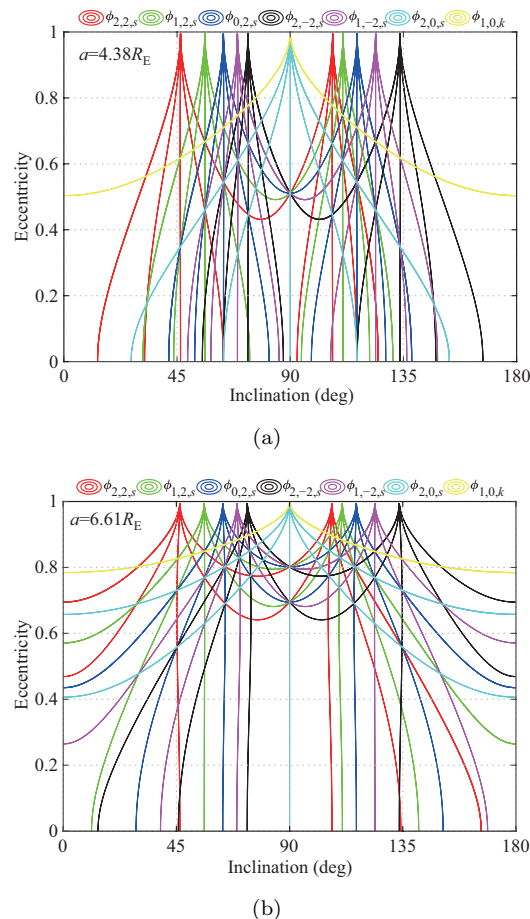 ϕ2,2,s ϕ1,2,s ϕ0,2,s ϕ2,−2,s ϕ1,−2,s ϕ2,0,s ϕ1,0,k
a=4.38RE
1
0.8
0.6
0.4
0.2
0
Eccentricity
0 45 90 135 180
Inclination (deg)
(a)
ϕ2,2,s ϕ1,2,s ϕ0,2,s ϕ2,−2,s ϕ1,−2,s ϕ2,0,s ϕ1,0,k
a=6.61RE
1
0.8
0.6
0.4
0.2
0
Eccentricity
0 45 90 135 180
Inclination (deg)
(b)